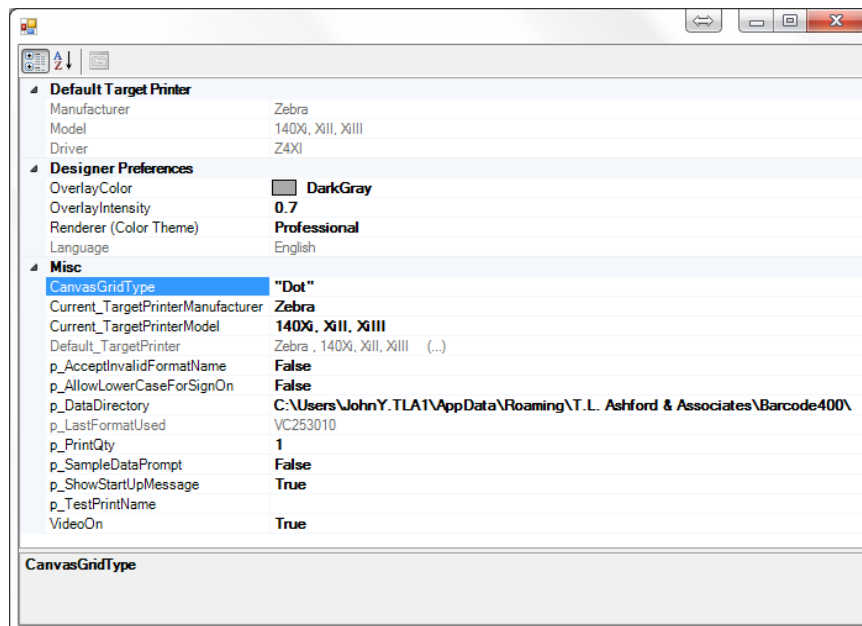 Default Target Printer
Manufacturer Zebra
Model 140Xi, XiII, XiIII
Driver Z4XI
Designer Preferences
OverlayColor DarkGray
OverlayIntensity 0.7
Renderer (Color Theme) Professional
Language English
Misc
CanvasGridType "Dot"
Current_TargetPrinterManufacturer Zebra
Current_TargetPrinterModel 140Xi, XiII, XiIII
Default_TargetPrinter Zebra , 140Xi, XiII, XiIII (...)
p_AcceptInvalidFormatName False
p_AllowLowerCaseForSignOn False
p_DataDirectory C:\Users\JohnY.TLA1\AppData\Roaming\T.L. Ashford & Associates\Barcode400\
p_LastFormatUsed VC253010
p_PrintQty 1
p_SampleDataPrompt False
p_ShowStartUpMessage True
p_TestPrintName
VideoOn True
CanvasGridType